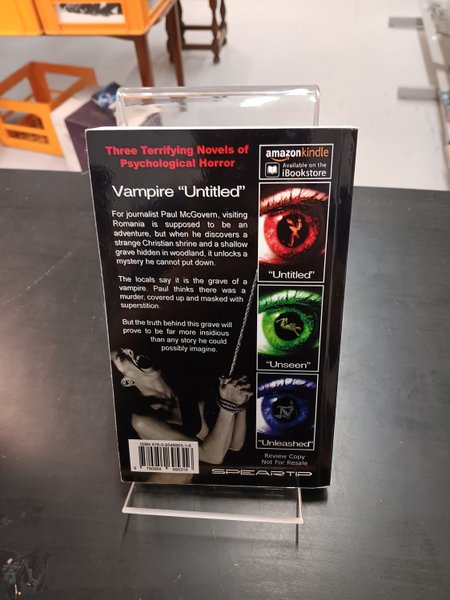 Three Terrifying Novels of
Psychological Horror
Vampire "Untitled"
For journalist Paul McGovern, visiting
Romania is supposed to be an
adventure, but when he discovers a
strange Christian shrine and a shallow
grave hidden in woodland, it unlocks a
mystery he cannot put down.
The locals say it is the grave of a
vampire. Paul thinks there was a
murder, covered up and masked with
superstition.
But the truth behind this grave will
prove to be far more insidious
than any story he could
possibly imagine.
amazonkindle
Available on the
iBookstore
"Untitled"
"Unseen"
"Unleashed"
Review Copy
Not For Resale
SPEARTIP